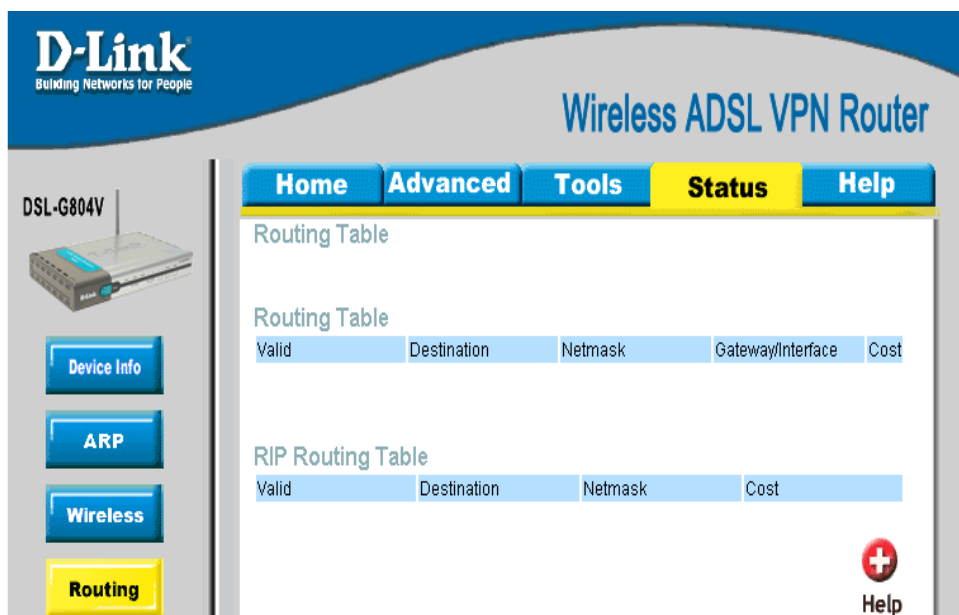 D-Link
Building Networks for People
Wireless ADSL VPN Router
DSL-G804V
D-Link
Home Advanced Tools Status Help
Routing Table
Routing Table
Valid Destination Netmask Gateway/Interface Cost
RIP Routing Table
Valid Destination Netmask Cost
Device Info
ARP
Wireless
Routing
Help